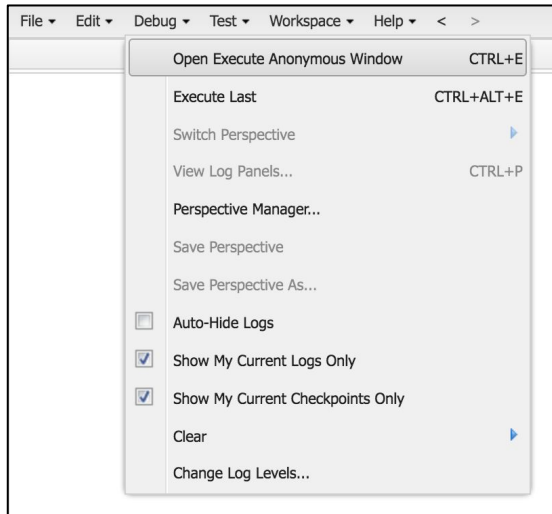 File ▾ Edit ▾ Debug ▾ Test ▾ Workspace ▾ Help ▾ < >
Open Execute Anonymous Window CTRL+E
Execute Last CTRL+ALT+E
Switch Perspective
View Log Panels... CTRL+P
Perspective Manager...
Save Perspective
Save Perspective As...
Auto-Hide Logs
Show My Current Logs Only
Show My Current Checkpoints Only
Clear
Change Log Levels...